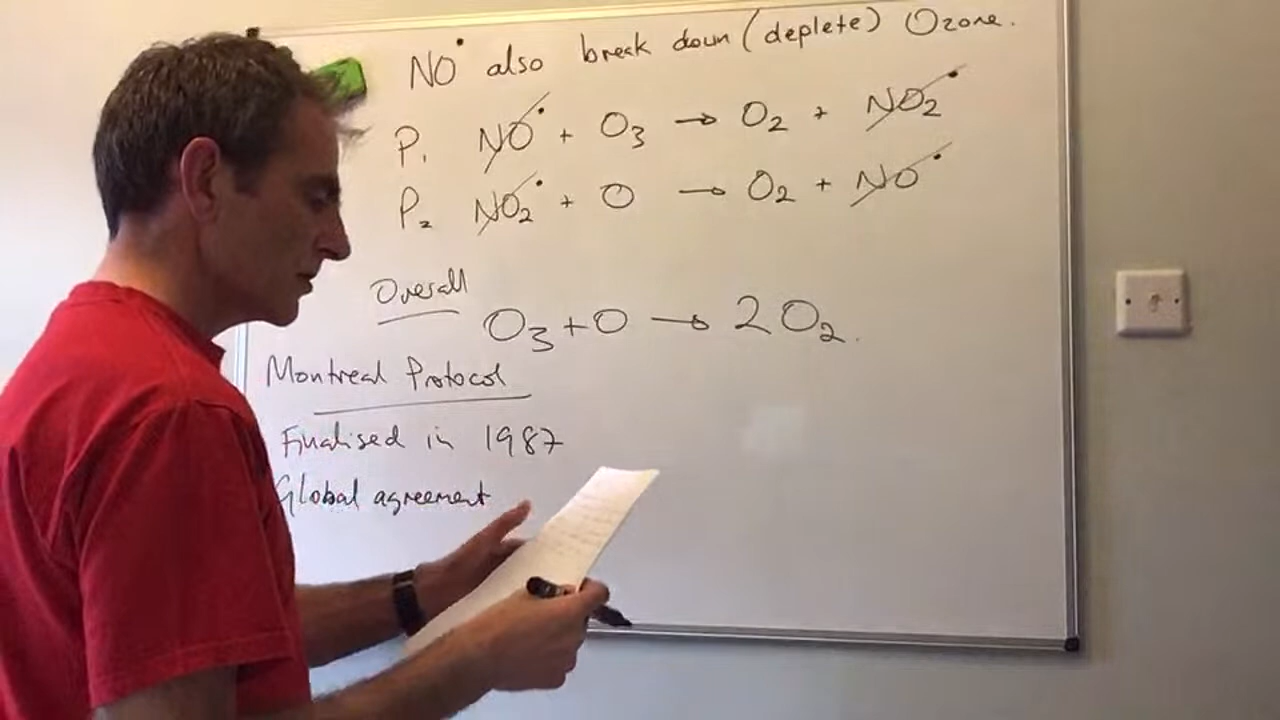 NO• also break down (deplete) Ozone.
P₁ NO• + O₃ → O₂ + NO₂•
P₂ NO₂• + O → O₂ + NO•
Overall
O₃ + O → 2O₂.
Montreal Protocol
Finalised in 1987
Global agreement